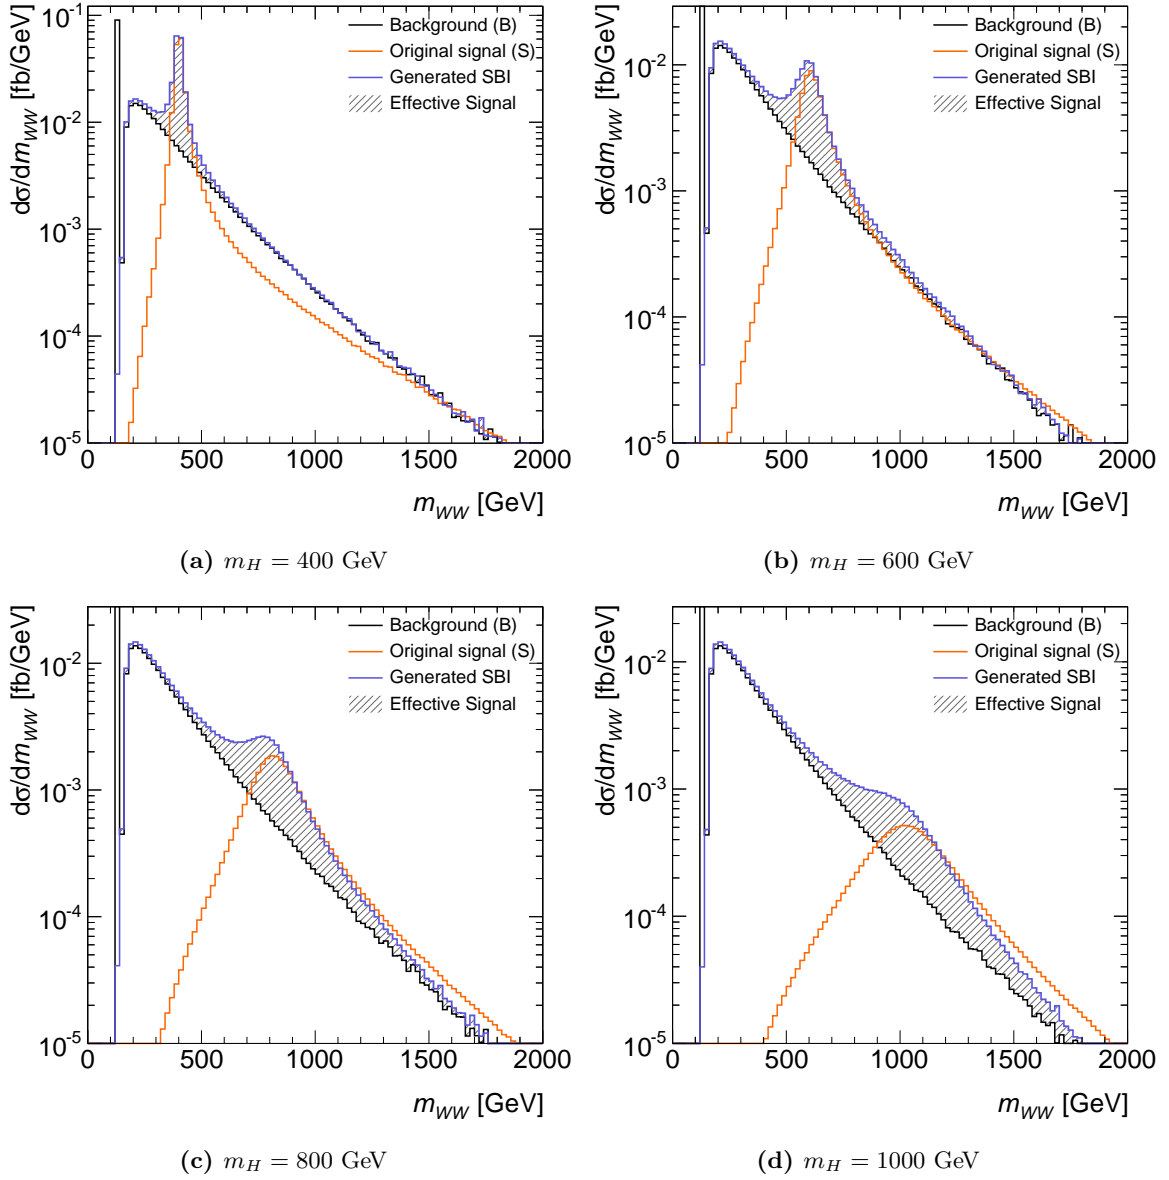 dσ/dm_WW [fb/GeV]
10^-1
10^-2
10^-3
10^-4
10^-5
Background (B)
Original signal (S)
Generated SBI
Effective Signal
0 500 1000 1500 2000
m_WW [GeV]
(a) m_H = 400 GeV
dσ/dm_WW [fb/GeV]
10^-2
10^-3
10^-4
10^-5
Background (B)
Original signal (S)
Generated SBI
Effective Signal
0 500 1000 1500 2000
m_WW [GeV]
(b) m_H = 600 GeV
dσ/dm_WW [fb/GeV]
10^-2
10^-3
10^-4
10^-5
Background (B)
Original signal (S)
Generated SBI
Effective Signal
0 500 1000 1500 2000
m_WW [GeV]
(c) m_H = 800 GeV
dσ/dm_WW [fb/GeV]
10^-2
10^-3
10^-4
10^-5
Background (B)
Original signal (S)
Generated SBI
Effective Signal
0 500 1000 1500 2000
m_WW [GeV]
(d) m_H = 1000 GeV